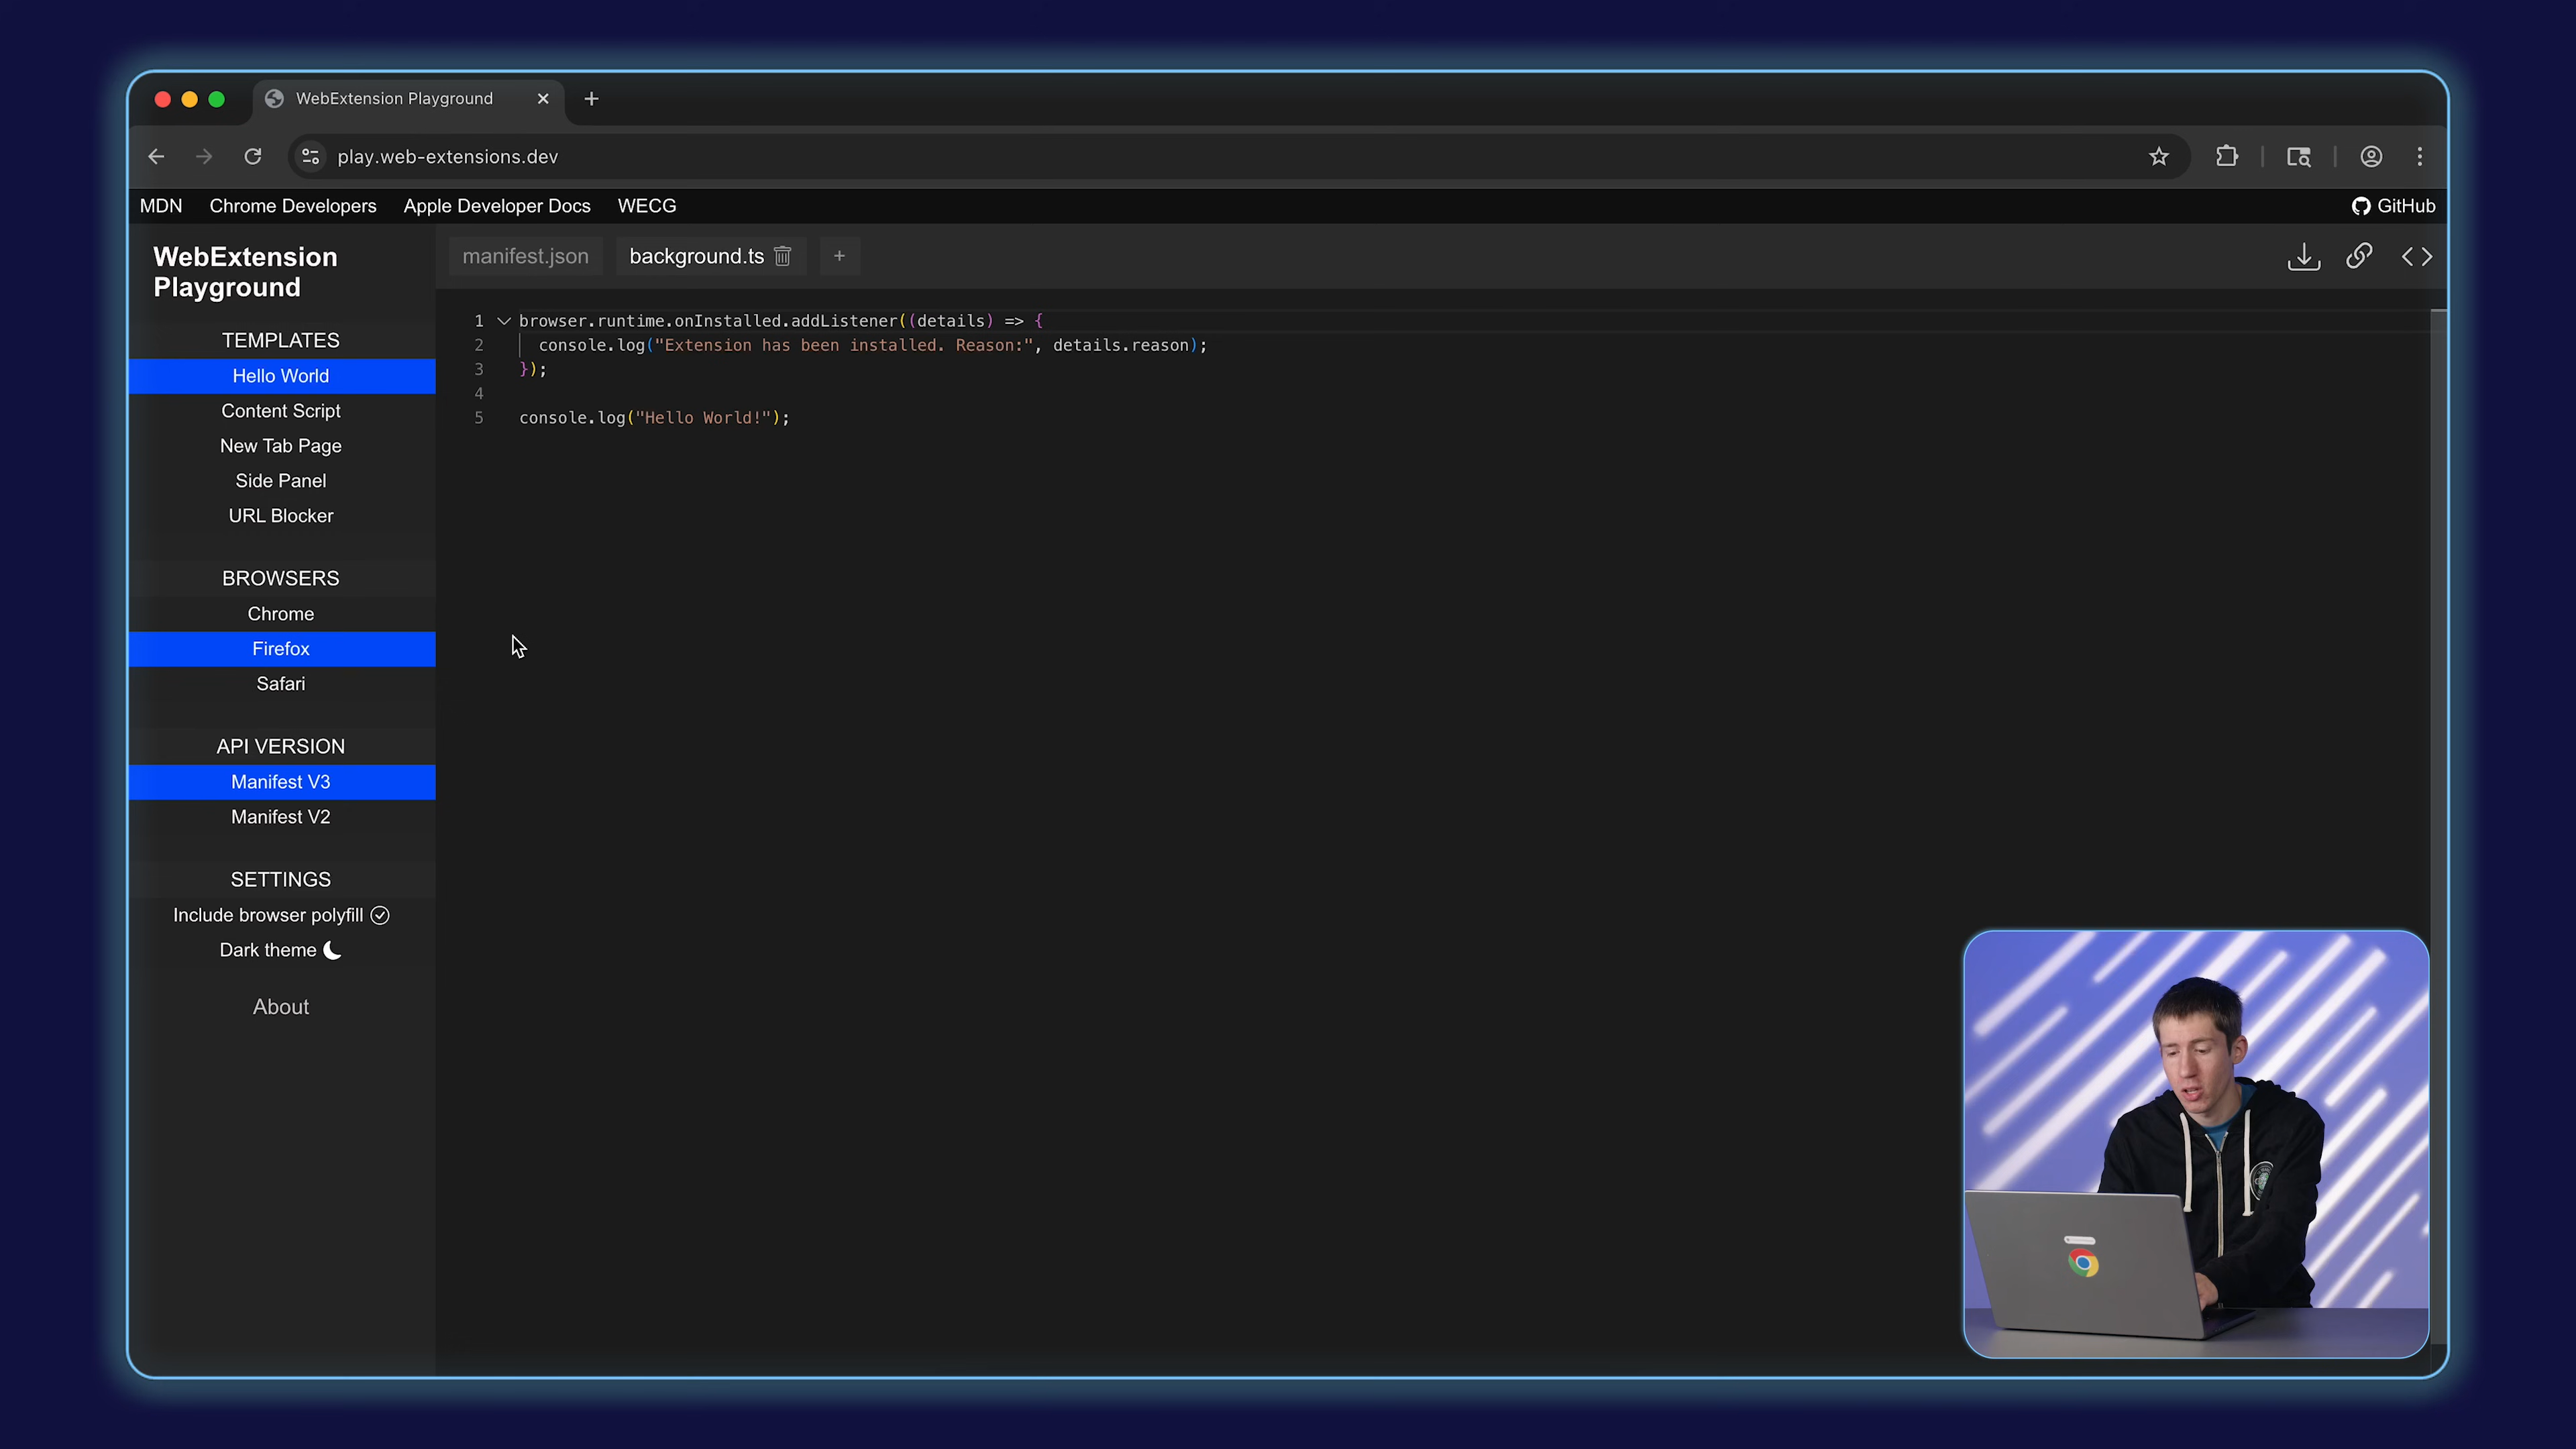 WebExtension Playground
play.web-extensions.dev
MDN Chrome Developers Apple Developer Docs WECG GitHub
WebExtension
Playground
TEMPLATES
Hello World
Content Script
New Tab Page
Side Panel
URL Blocker
BROWSERS
Chrome
Firefox
Safari
API VERSION
Manifest V3
Manifest V2
SETTINGS
Include browser polyfill
Dark theme
About
manifest.json background.ts +
1 browser.runtime.onInstalled.addListener((details) => {
2 console.log("Extension has been installed. Reason:", details.reason);
3 });
4
5 console.log("Hello World!");